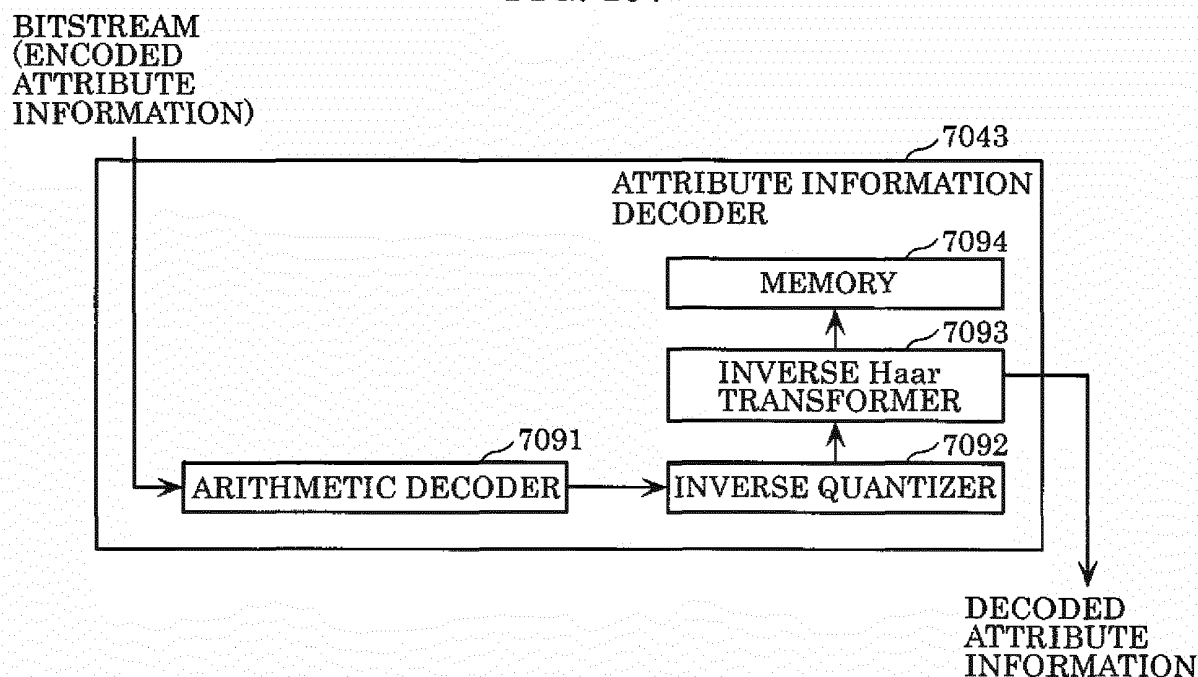 BITSTREAM
(ENCODED
ATTRIBUTE
INFORMATION)
7043
ATTRIBUTE INFORMATION
DECODER
7094
MEMORY
7093
INVERSE Haar
TRANSFORMER
7091
ARITHMETIC DECODER
7092
INVERSE QUANTIZER
DECODED
ATTRIBUTE
INFORMATION